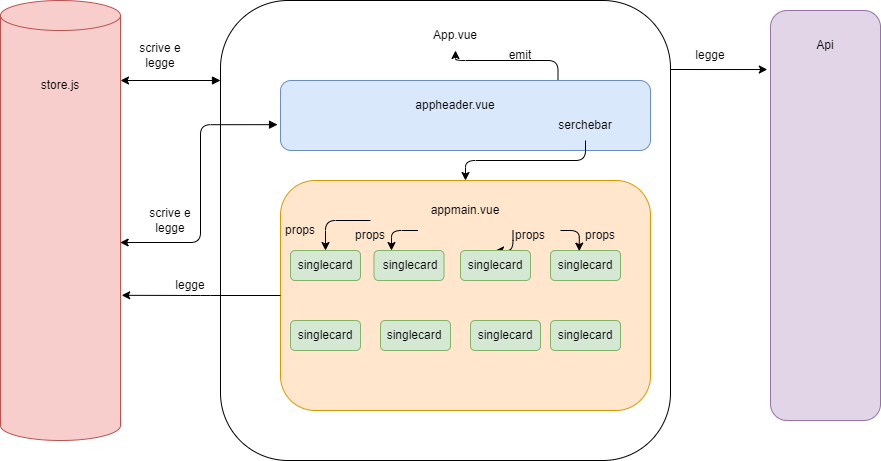 App.vue
scrive e
legge
emit
legge
Api
store.js
appheader.vue
serchebar
scrive e
legge
appmain.vue
props
props
props
props
singlecard
singlecard
singlecard
singlecard
legge
singlecard
singlecard
singlecard
singlecard